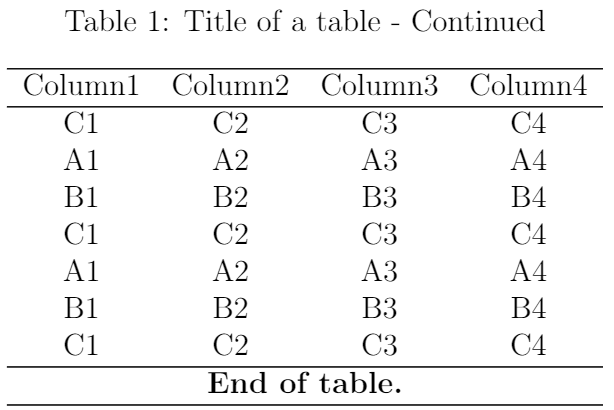 Table 1: Title of a table - Continued
Column1 Column2 Column3 Column4
C1 C2 C3 C4
A1 A2 A3 A4
B1 B2 B3 B4
C1 C2 C3 C4
A1 A2 A3 A4
B1 B2 B3 B4
C1 C2 C3 C4
End of table.